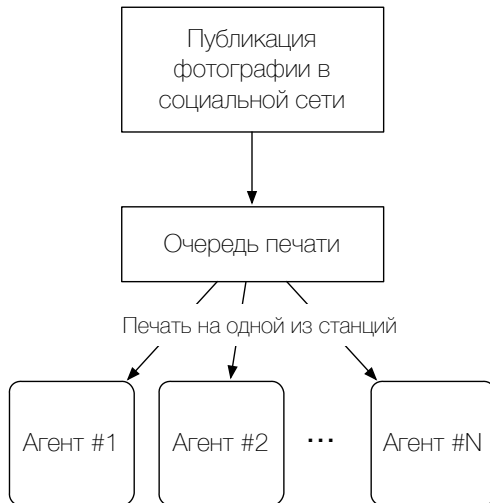 Публикация
фотографии в
социальной сети
Очередь печати
Печать на одной из станций
Агент #1
Агент #2
...
Агент #N